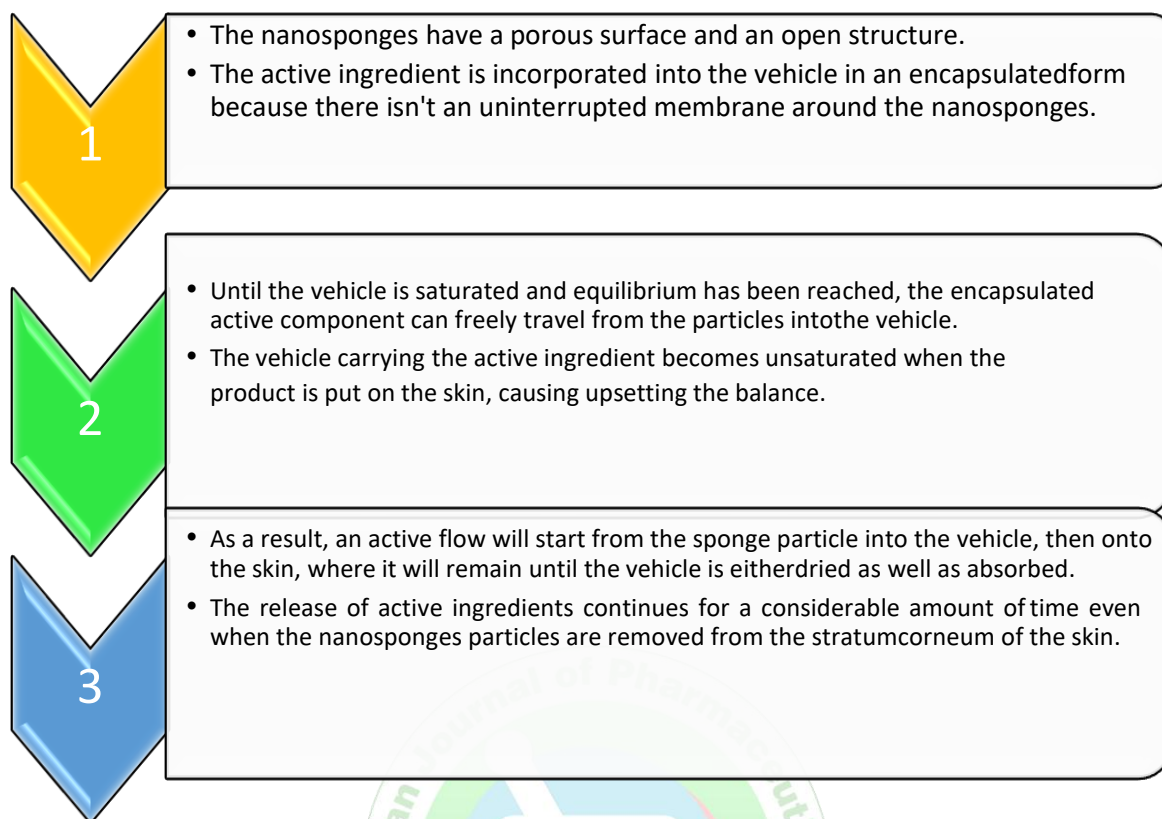 1
• The nanosponges have a porous surface and an open structure.
• The active ingredient is incorporated into the vehicle in an encapsulatedform
because there isn't an uninterrupted membrane around the nanosponges.
2
• Until the vehicle is saturated and equilibrium has been reached, the encapsulated
active component can freely travel from the particles intothe vehicle.
• The vehicle carrying the active ingredient becomes unsaturated when the
product is put on the skin, causing upsetting the balance.
3
• As a result, an active flow will start from the sponge particle into the vehicle, then onto
the skin, where it will remain until the vehicle is eitherdried as well as absorbed.
• The release of active ingredients continues for a considerable amount of time even
when the nanosponges particles are removed from the stratumcorneum of the skin.
an Journal of Pharmaceut